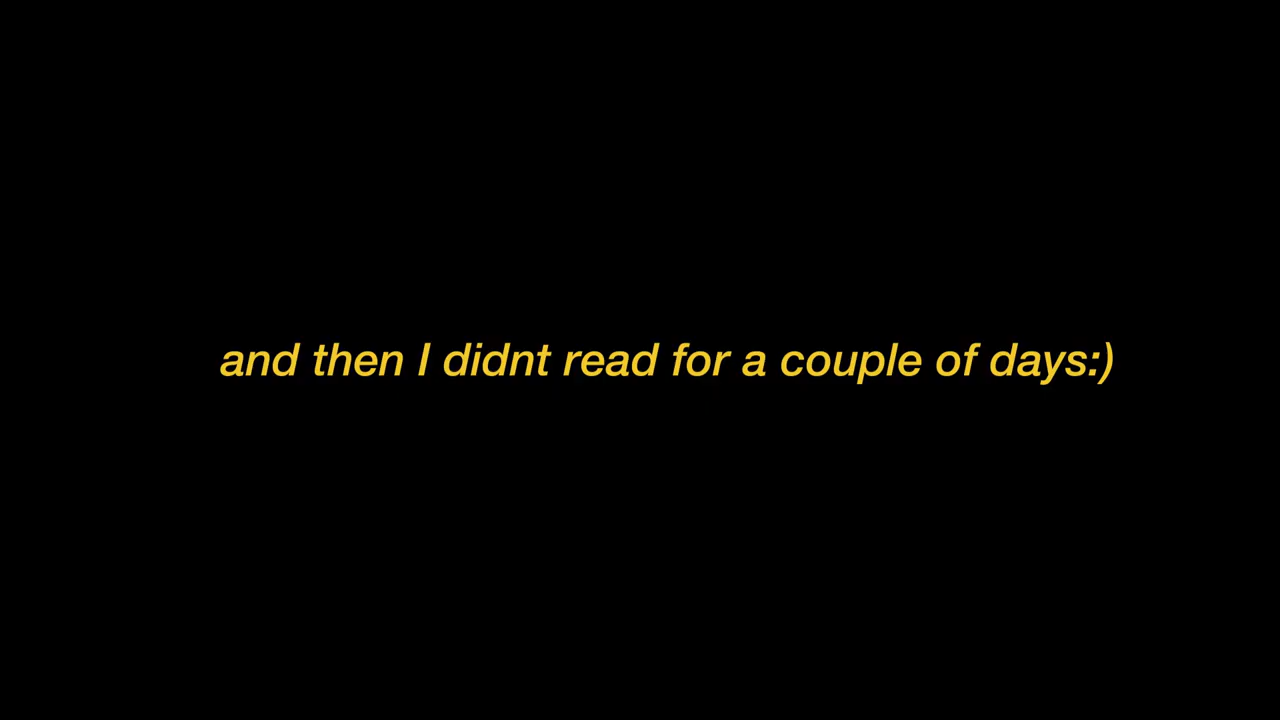 and then I didnt read for a couple of days:)